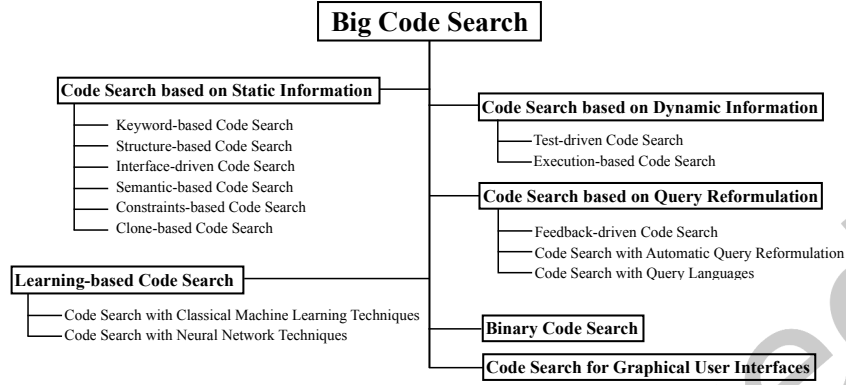 Big Code Search
Code Search based on Static Information
Keyword-based Code Search
Structure-based Code Search
Interface-driven Code Search
Semantic-based Code Search
Constraints-based Code Search
Clone-based Code Search
Learning-based Code Search
Code Search with Classical Machine Learning Techniques
Code Search with Neural Network Techniques
Code Search based on Dynamic Information
Test-driven Code Search
Execution-based Code Search
Code Search based on Query Reformulation
Feedback-driven Code Search
Code Search with Automatic Query Reformulation
Code Search with Query Languages
Binary Code Search
Code Search for Graphical User Interfaces